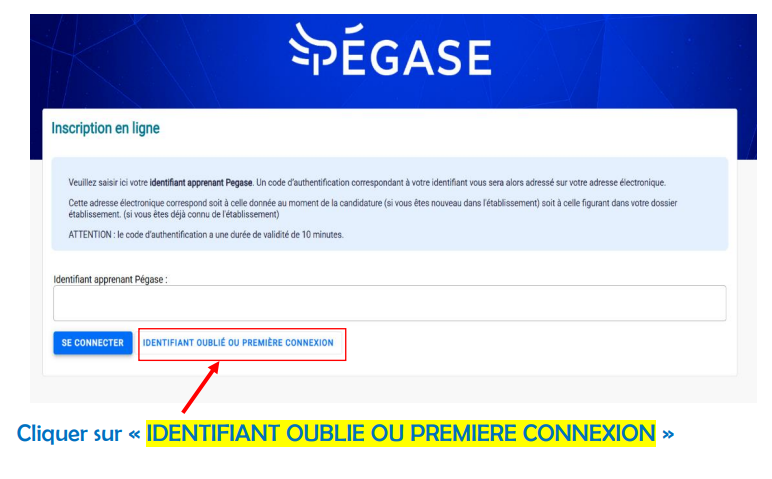 PÉGASE
Inscription en ligne
Veuillez saisir ici votre identifiant apprenant Pegase. Un code d'authentification correspondant à votre identifiant vous sera alors adressé sur votre adresse électronique.
Cette adresse électronique correspond soit à celle donnée au moment de la candidature (si vous êtes nouveau dans l'établissement) soit à celle figurant dans votre dossier
établissement. (si vous êtes déjà connu de l'établissement)
ATTENTION : le code d'authentification a une durée de validité de 10 minutes.
Identifiant apprenant Pégase :
SE CONNECTER IDENTIFIANT OUBLIÉ OU PREMIÈRE CONNEXION
Cliquer sur « IDENTIFIANT OUBLIE OU PREMIERE CONNEXION »